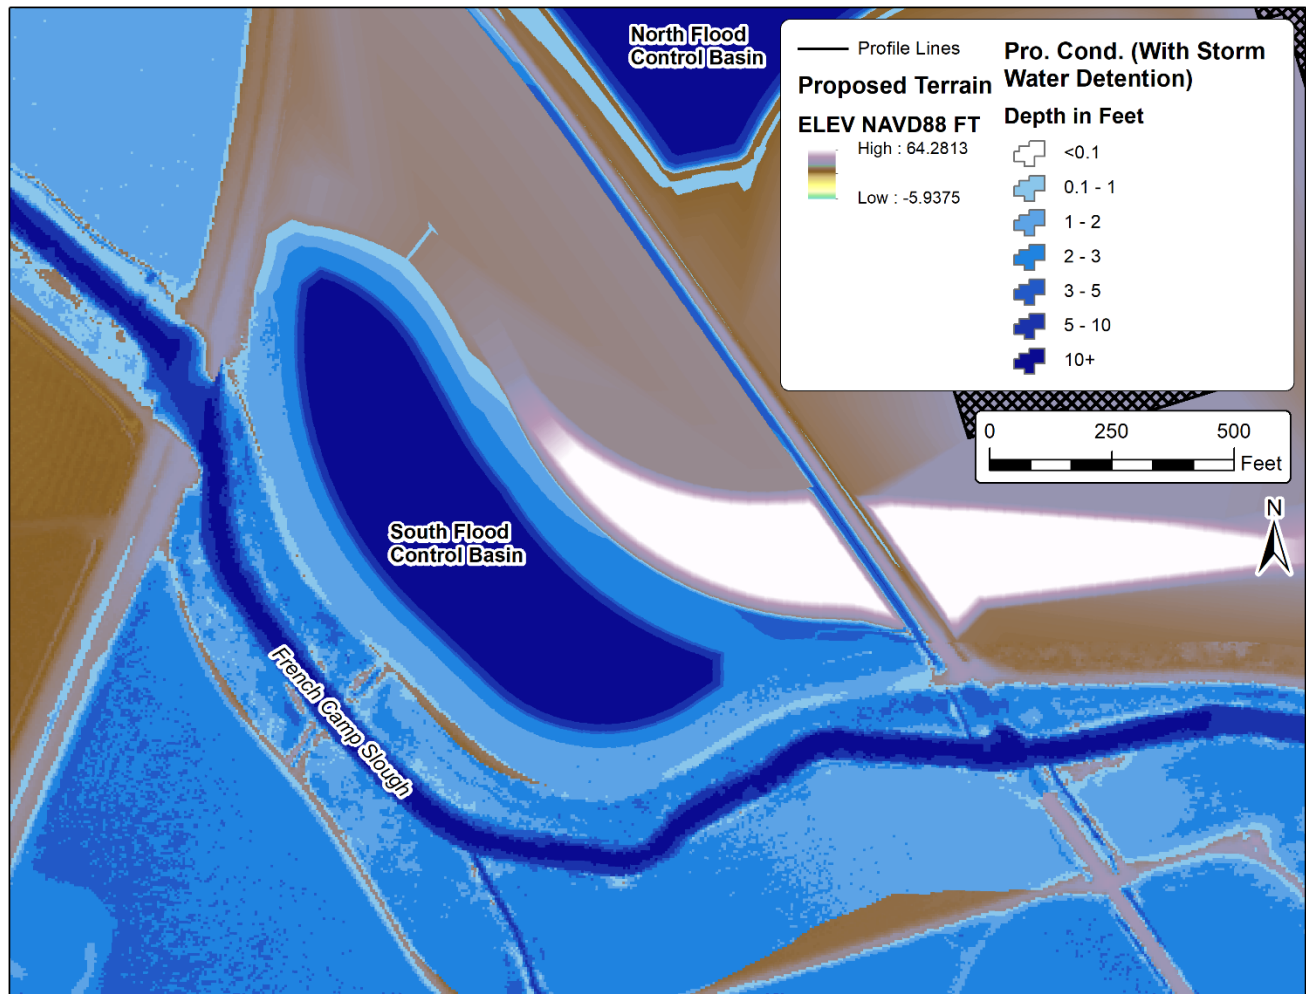 North Flood
Control Basin
Profile Lines
Proposed Terrain
ELEV NAVD88 FT
High : 64.2813
Low : -5.9375
Pro. Cond. (With Storm
Water Detention)
Depth in Feet
<0.1
0.1 - 1
1 - 2
2 - 3
3 - 5
5 - 10
10+
0 250 500
Feet
N
South Flood
Control Basin
French Camp Slough